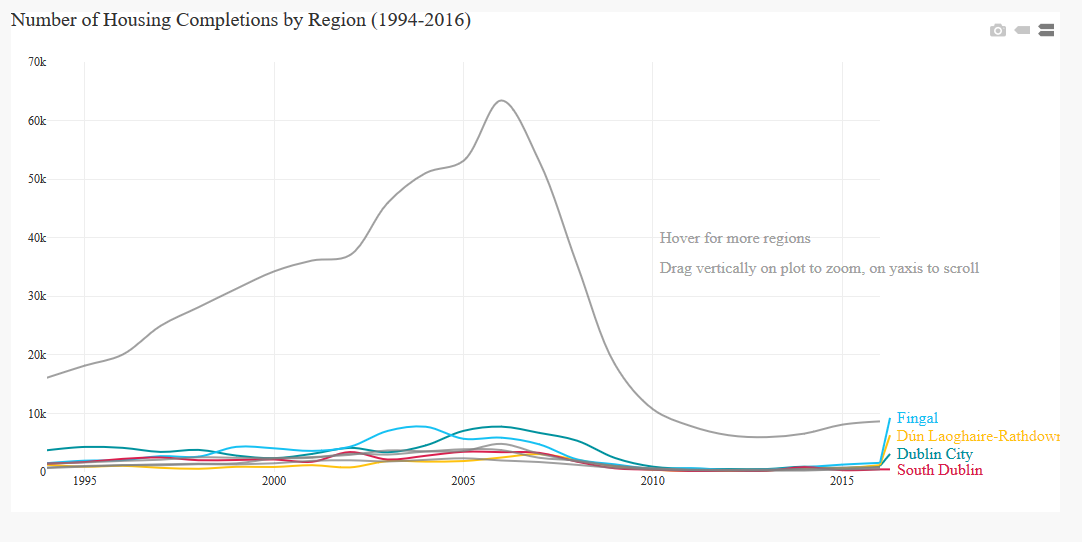 Number of Housing Completions by Region (1994-2016)
70k
60k
50k
40k
30k
20k
10k
0
1995
2000
2005
2010
2015
Hover for more regions
Drag vertically on plot to zoom, on yaxis to scroll
Fingal
Dún Laoghaire-Rathdown
Dublin City
South Dublin